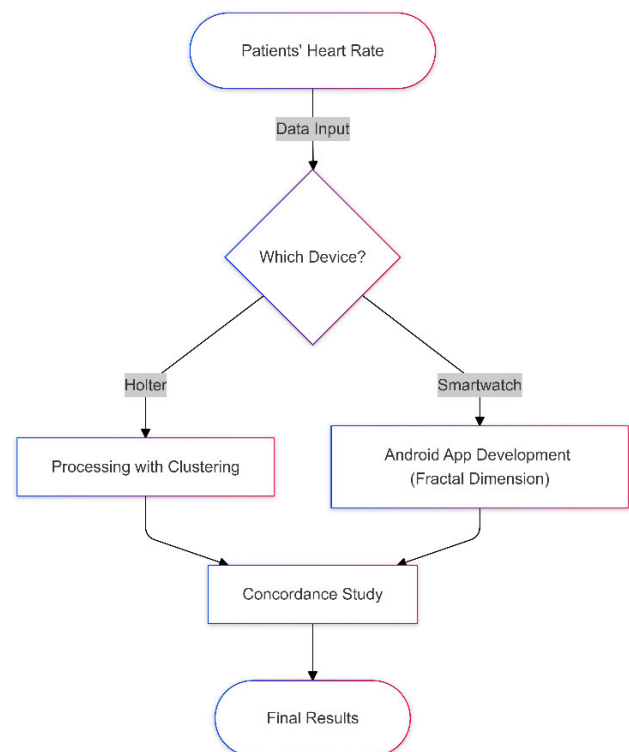 Patients' Heart Rate
Data Input
Which Device?
Holter
Smartwatch
Processing with Clustering
Android App Development
(Fractal Dimension)
Concordance Study
Final Results